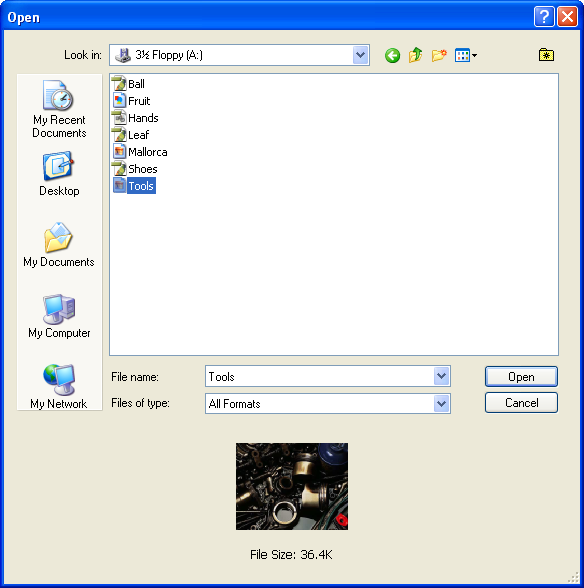 Open
Look in:
3½ Floppy (A:)
My Recent
Documents
Desktop
My Documents
My Computer
My Network
Ball
Fruit
Hands
Leaf
Mallorca
Shoes
Tools
File name:
Tools
Open
Files of type:
All Formats
Cancel
File Size: 36.4K